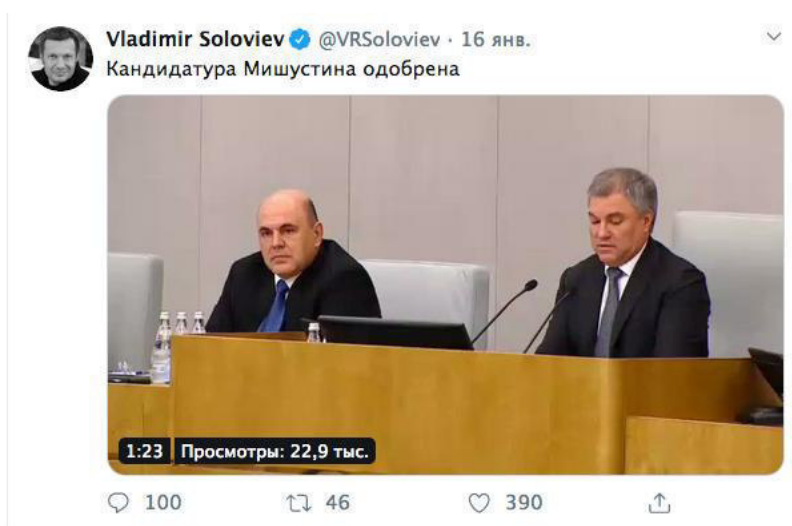 Vladimir Soloviev @VRSoloviev · 16 янв.
Кандидатура Мишустина одобрена
1:23 Просмотры: 22,9 тыс.
100 46 390